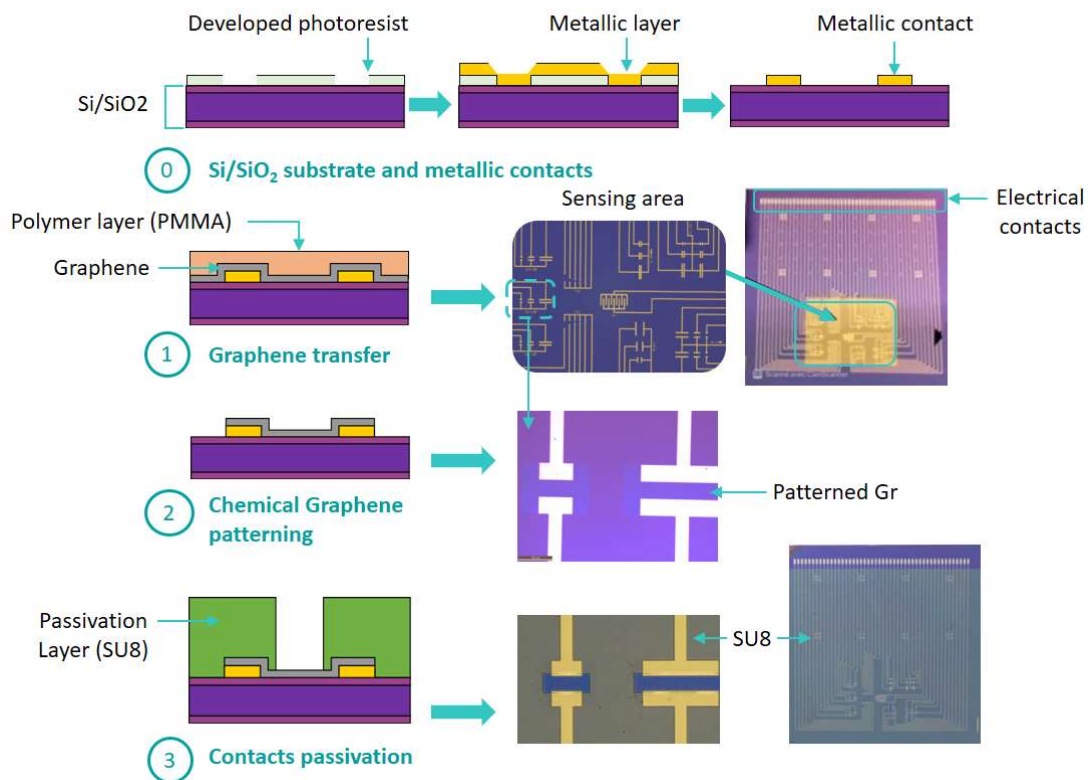 Developed photoresist
Metallic layer
Metallic contact
Si/SiO2
0
Si/SiO₂ substrate and metallic contacts
Sensing area
Electrical
contacts
Polymer layer (PMMA)
Graphene
1
Graphene transfer
Patterned Gr
2
Chemical Graphene
patterning
Passivation
Layer (SU8)
SU8
3
Contacts passivation